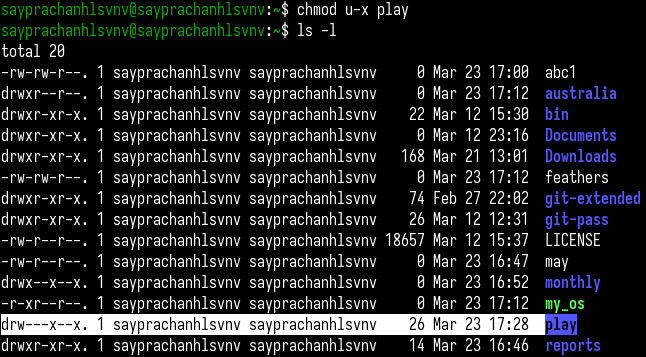 sayprachanhlsvnv@sayprachanhlsvnv:~$ chmod u-x play
sayprachanhlsvnv@sayprachanhlsvnv:~$ ls -l
total 20
-rw-rw-r--. 1 sayprachanhlsvnv sayprachanhlsvnv     0 Mar 23 17:00  abc1
drwxr--r--. 1 sayprachanhlsvnv sayprachanhlsvnv     0 Mar 23 17:12  australia
drwxr-xr-x. 1 sayprachanhlsvnv sayprachanhlsvnv    22 Mar 12 15:30  bin
drwxr-xr-x. 1 sayprachanhlsvnv sayprachanhlsvnv     0 Mar 12 23:16  Documents
drwxr-xr-x. 1 sayprachanhlsvnv sayprachanhlsvnv   168 Mar 21 13:01  Downloads
-rw-rw-r--. 1 sayprachanhlsvnv sayprachanhlsvnv     0 Mar 23 17:12  feathers
drwxr-xr-x. 1 sayprachanhlsvnv sayprachanhlsvnv    74 Feb 27 22:02  git-extended
drwxr-xr-x. 1 sayprachanhlsvnv sayprachanhlsvnv    26 Mar 12 12:31  git-pass
-rw-r--r--. 1 sayprachanhlsvnv sayprachanhlsvnv 18657 Mar 12 15:37  LICENSE
-rw-r--r--. 1 sayprachanhlsvnv sayprachanhlsvnv     0 Mar 23 16:47  may
drwx--x--x. 1 sayprachanhlsvnv sayprachanhlsvnv     0 Mar 23 16:52  monthly
-r-xr--r--. 1 sayprachanhlsvnv sayprachanhlsvnv     0 Mar 23 17:12  my_os
drw---x--x. 1 sayprachanhlsvnv sayprachanhlsvnv    26 Mar 23 17:28  play
drwxr-xr-x. 1 sayprachanhlsvnv sayprachanhlsvnv    14 Mar 23 16:46  reports